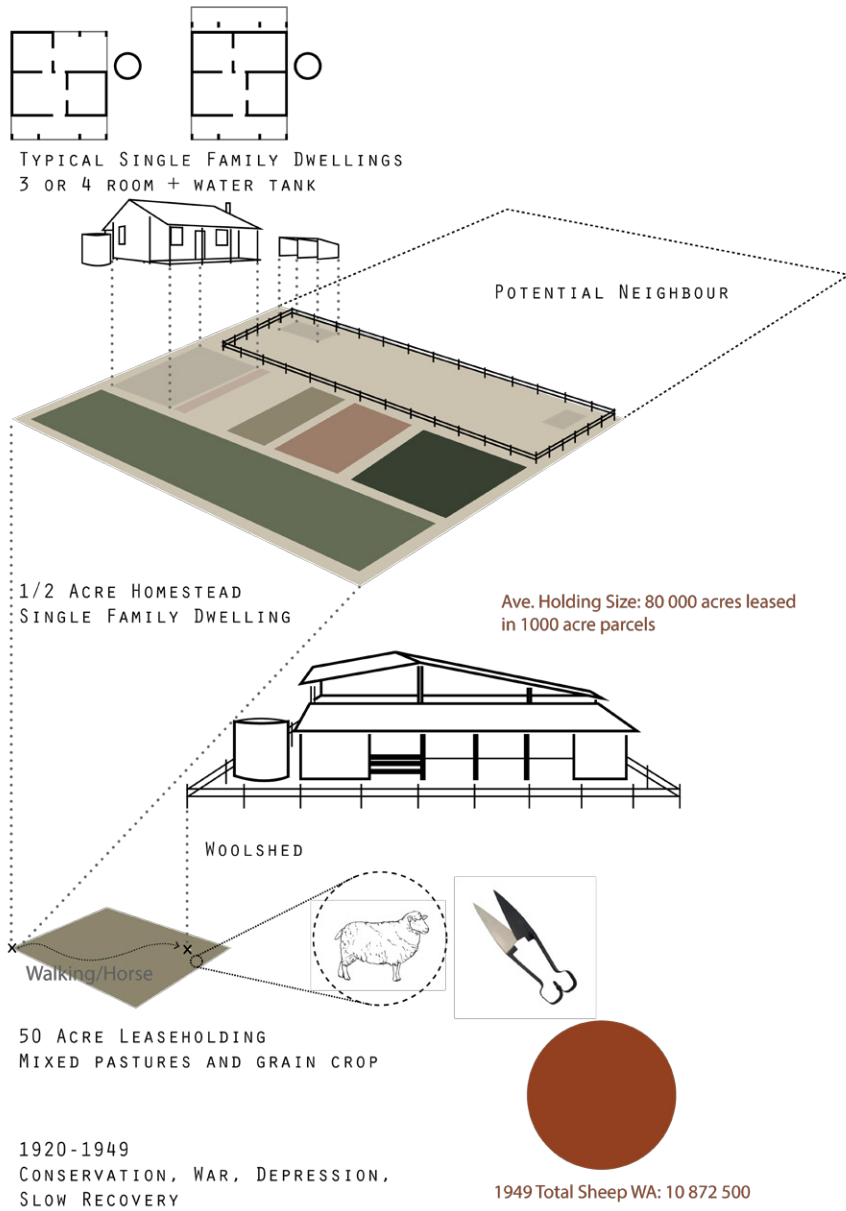 Typical Single Family Dwellings
3 or 4 room + water tank
Potential Neighbour
1/2 Acre Homestead
Single Family Dwelling
Ave. Holding Size: 80 000 acres leased
in 1000 acre parcels
Woolshed
x
x
Walking/Horse
50 Acre Leaseholding
Mixed pastures and grain crop
1920-1949
Conservation, War, Depression,
Slow Recovery
1949 Total Sheep WA: 10 872 500